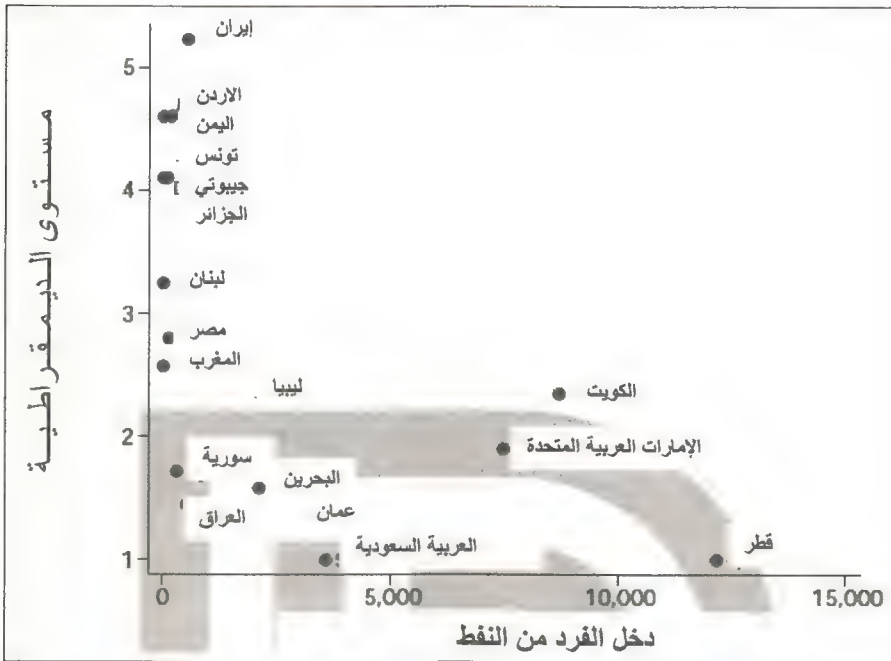 مستوى الديمقراطية
5
4
3
2
1
إيران
الاردن
اليمن
تونس
جيبوتي
الجزائر
لبنان
مصر
المغرب
ليبيا
الكويت
الإمارات العربية المتحدة
سورية
البحرين
العراق
عمان
العربية السعودية
قطر
0
5,000
10,000
15,000
دخل الفرد من النفط